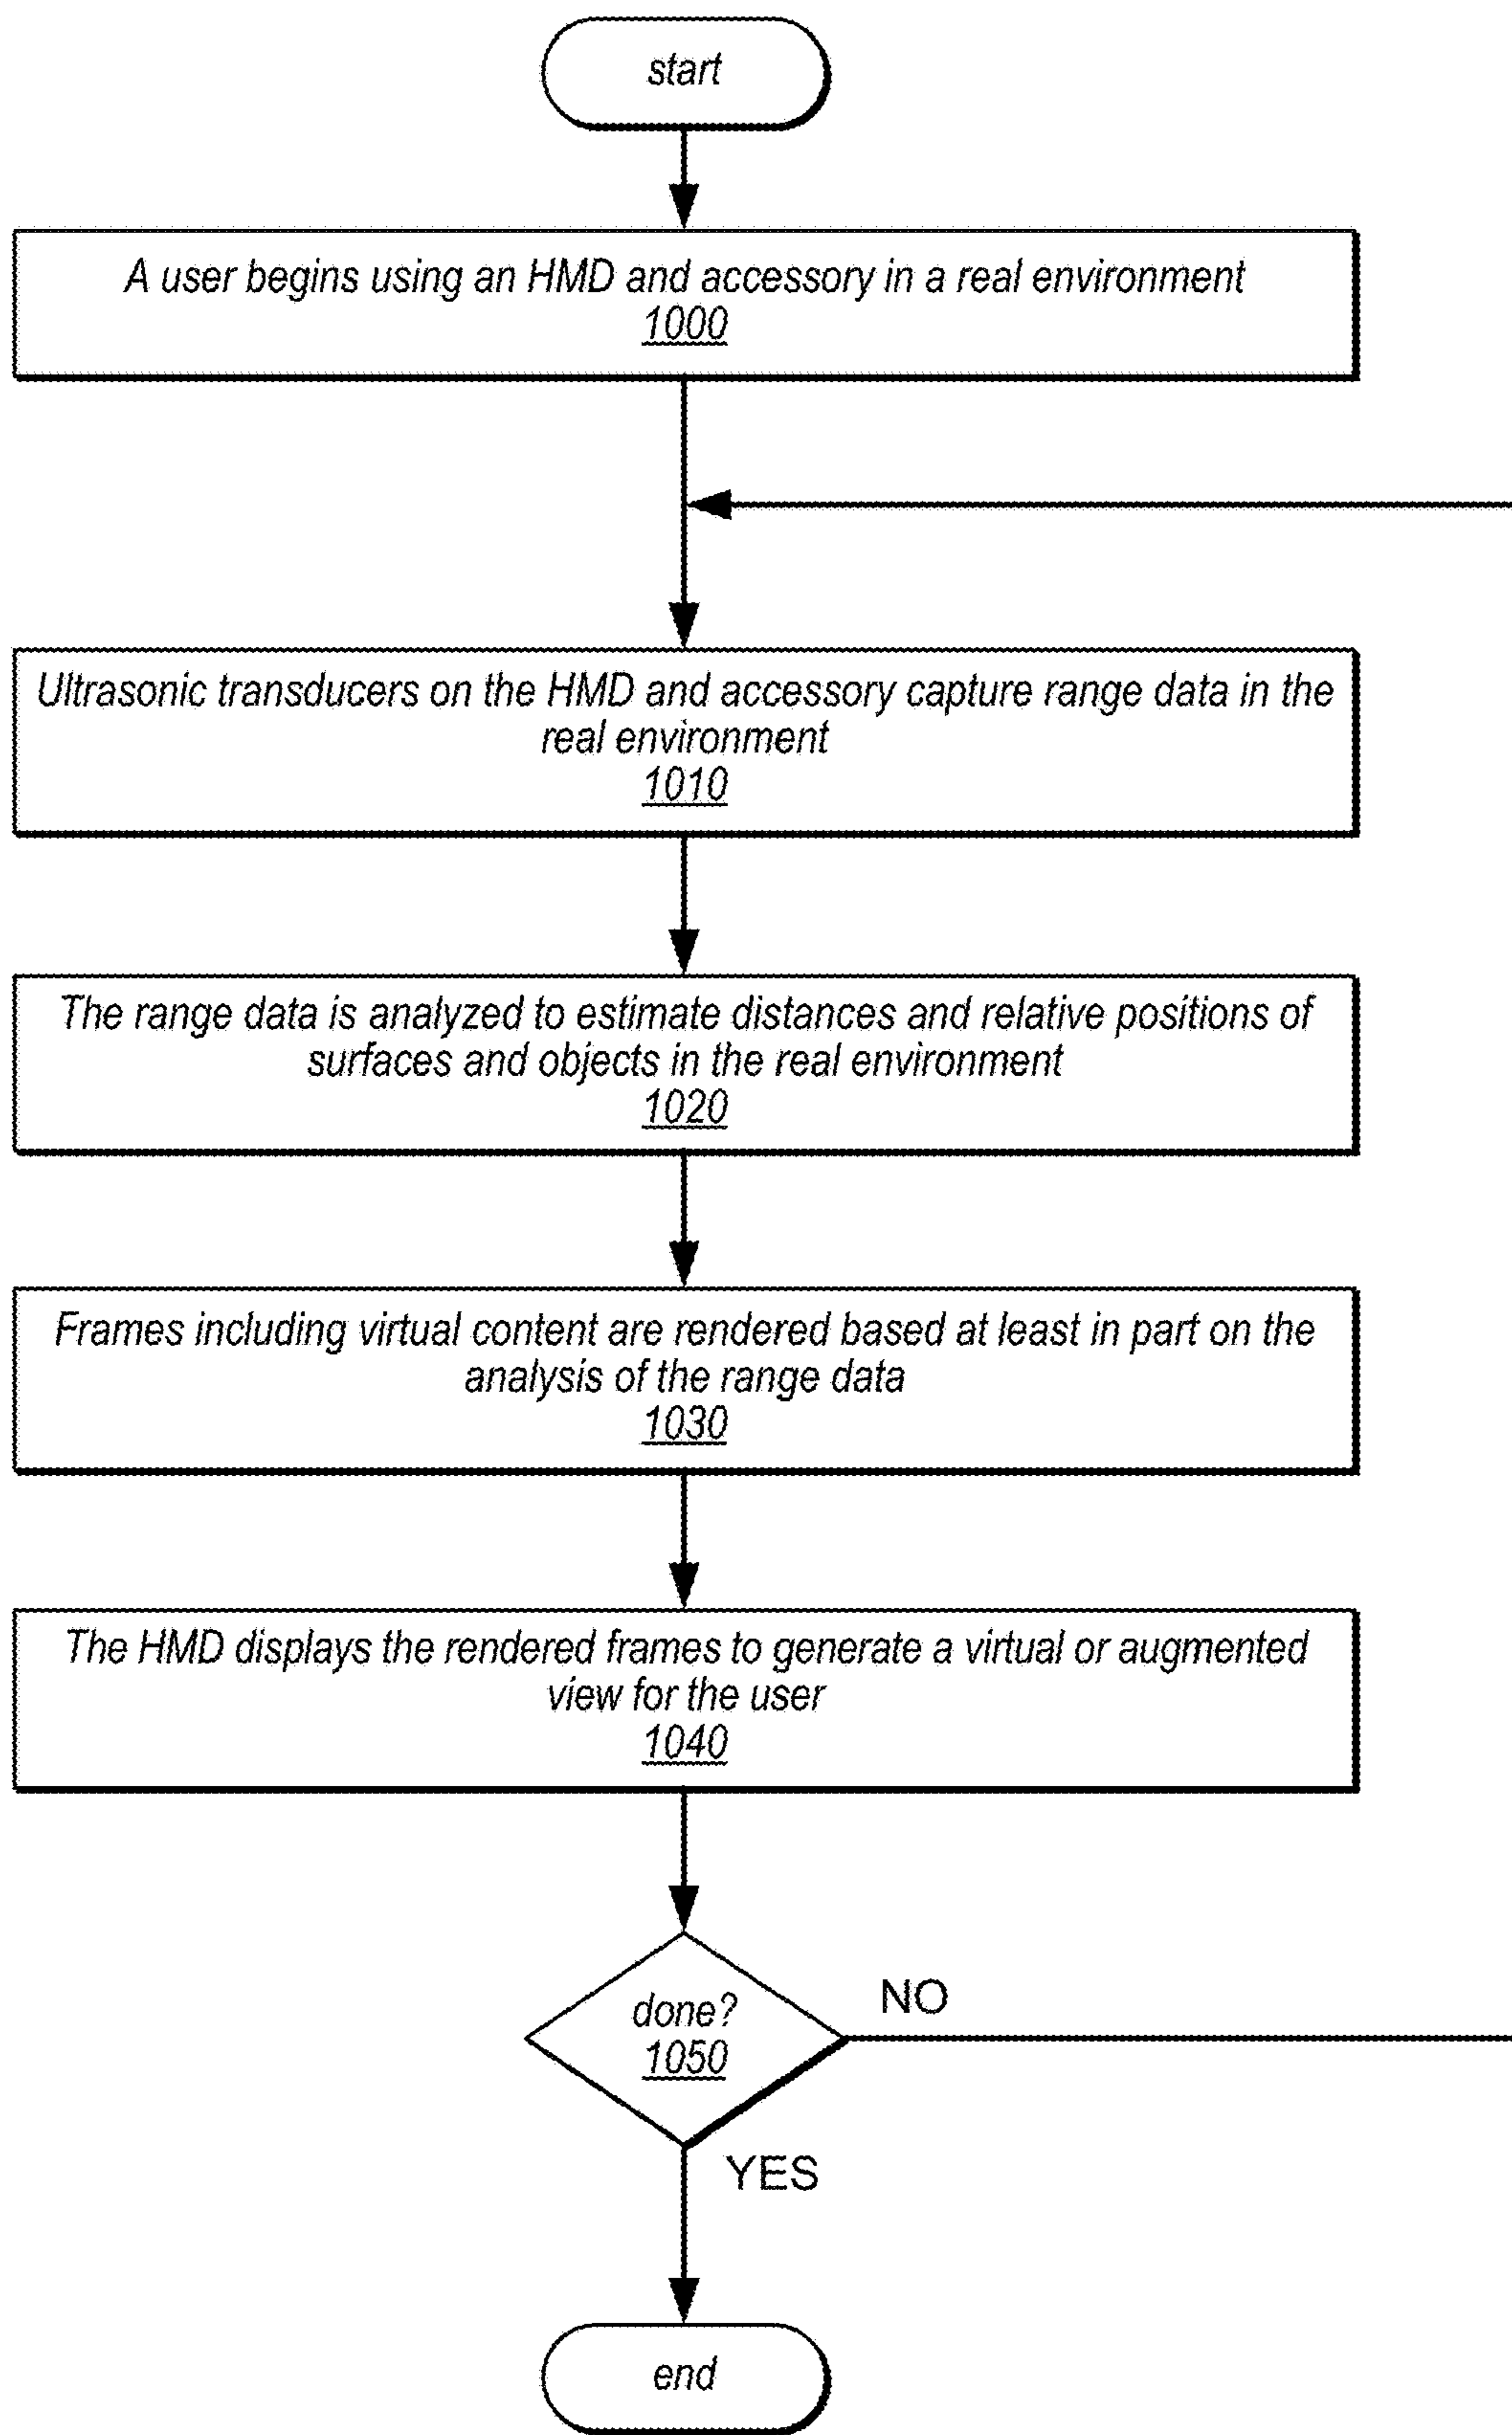 start
A user begins using an HMD and accessory in a real environment
1000
Ultrasonic transducers on the HMD and accessory capture range data in the
real environment
1010
The range data is analyzed to estimate distances and relative positions of
surfaces and objects in the real environment
1020
Frames including virtual content are rendered based at least in part on the
analysis of the range data
1030
The HMD displays the rendered frames to generate a virtual or augmented
view for the user
1040
done?
1050
NO
YES
end